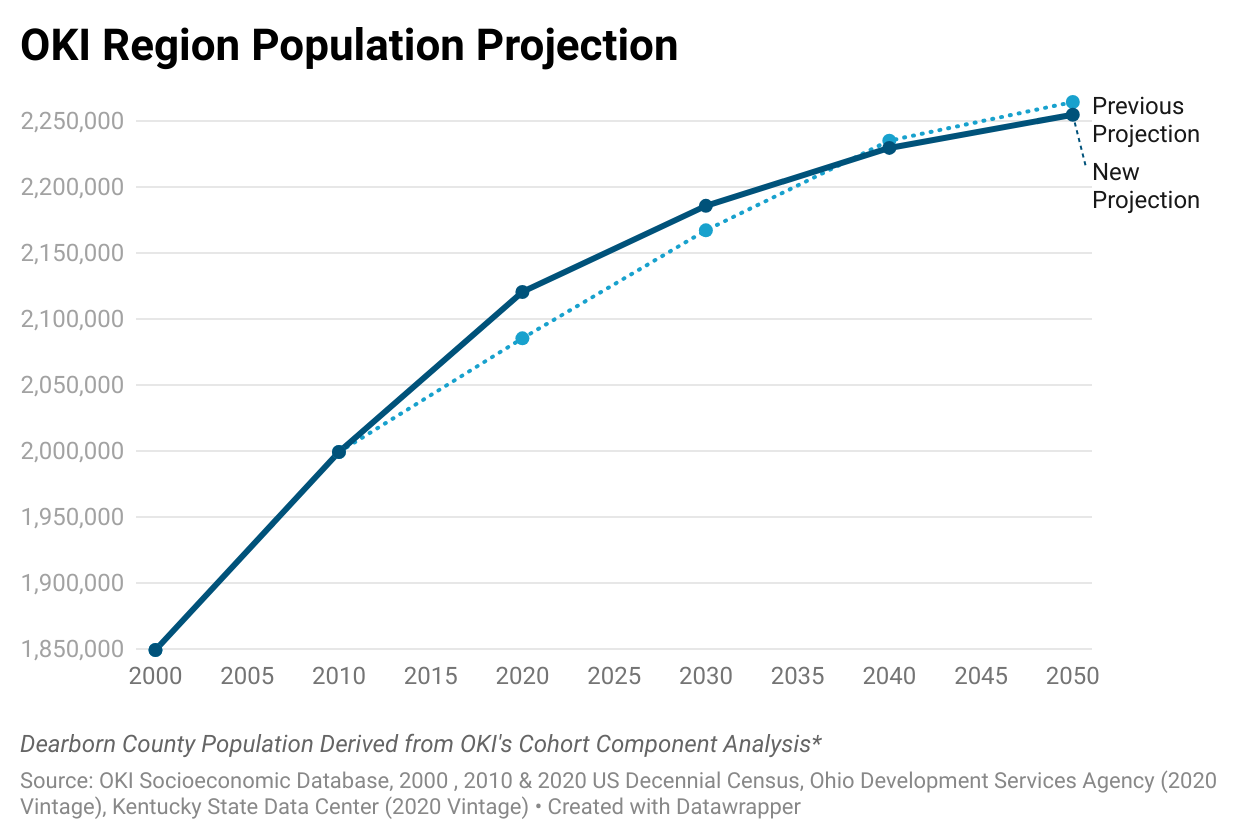 OKI Region Population Projection
2,250,000
2,200,000
2,150,000
2,100,000
2,050,000
2,000,000
1,950,000
1,900,000
1,850,000
Previous
Projection
New
Projection
2000 2005 2010 2015 2020 2025 2030 2035 2040 2045 2050
Dearborn County Population Derived from OKI's Cohort Component Analysis*
Source: OKI Socioeconomic Database, 2000 , 2010 & 2020 US Decennial Census, Ohio Development Services Agency (2020
Vintage), Kentucky State Data Center (2020 Vintage) • Created with Datawrapper